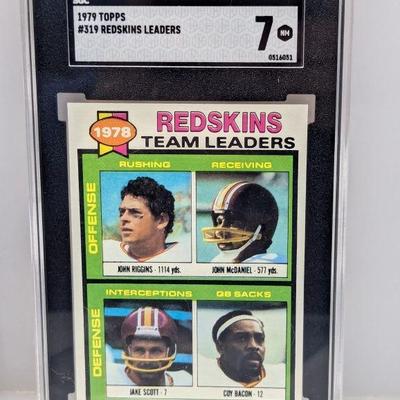 1979 TOPPS
#319 REDSKINS LEADERS
7 NM
0516051
1978
REDSKINS
TEAM LEADERS
OFFENSE
RUSHING
RECEIVING
JOHN RIGGINS · 1114 yds.
JOHN McDANIEL · 577 yds.
DEFENSE
INTERCEPTIONS
QB SACKS
JAKE SCOTT · 7
COY BACON · 12